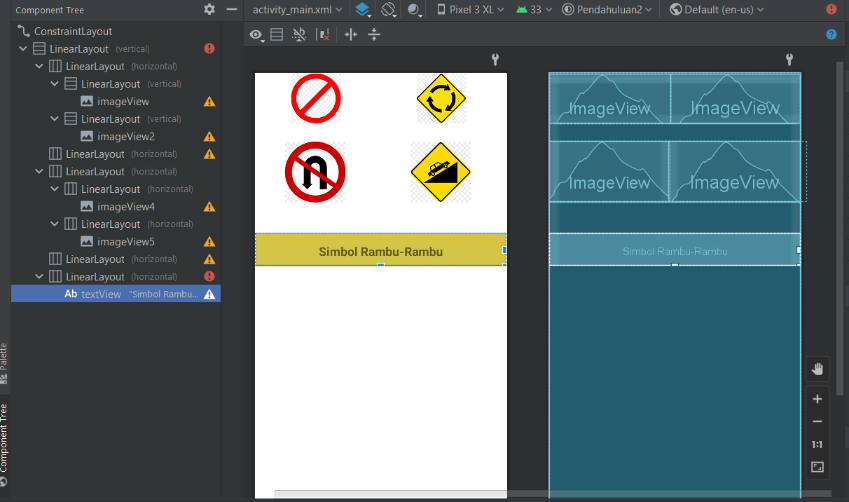 Component Tree
activity_main.xml
Pixel 3 XL
33
Pendahuluan2
Default (en-us)
ConstraintLayout
LinearLayout (vertical)
LinearLayout (horizontal)
LinearLayout (vertical)
imageView
LinearLayout (vertical)
imageView2
LinearLayout (horizontal)
LinearLayout (horizontal)
LinearLayout (horizontal)
imageView4
LinearLayout (horizontal)
imageView5
LinearLayout (horizontal)
LinearLayout (horizontal)
Ab textView "Simbol Rambu...
Simbol Rambu-Rambu
ImageView
ImageView
ImageView
ImageView
Simbol Rambu-Rambu
Palette
Component Tree
1:1